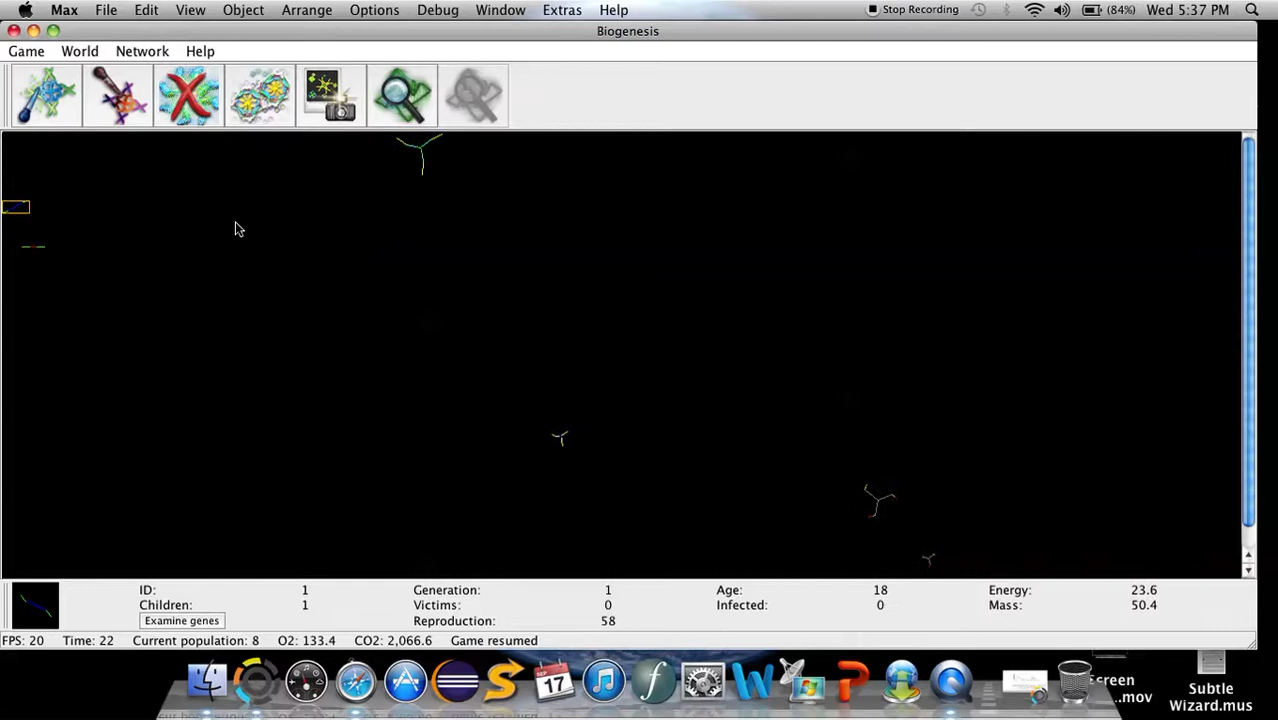 Max File Edit View Object Arrange Options Debug Window Extras Help Stop Recording (84%) Wed 5:37 PM
Biogenesis
Game World Network Help
ID: 1 Generation: 1 Age: 18 Energy: 23.6
Children: 1 Victims: 0 Infected: 0 Mass: 50.4
Examine genes Reproduction: 58
FPS: 20 Time: 22 Current population: 8 O2: 133.4 CO2: 2,066.6 Game resumed
SEP
17
Screen
....mov
Subtle
Wizard.mus